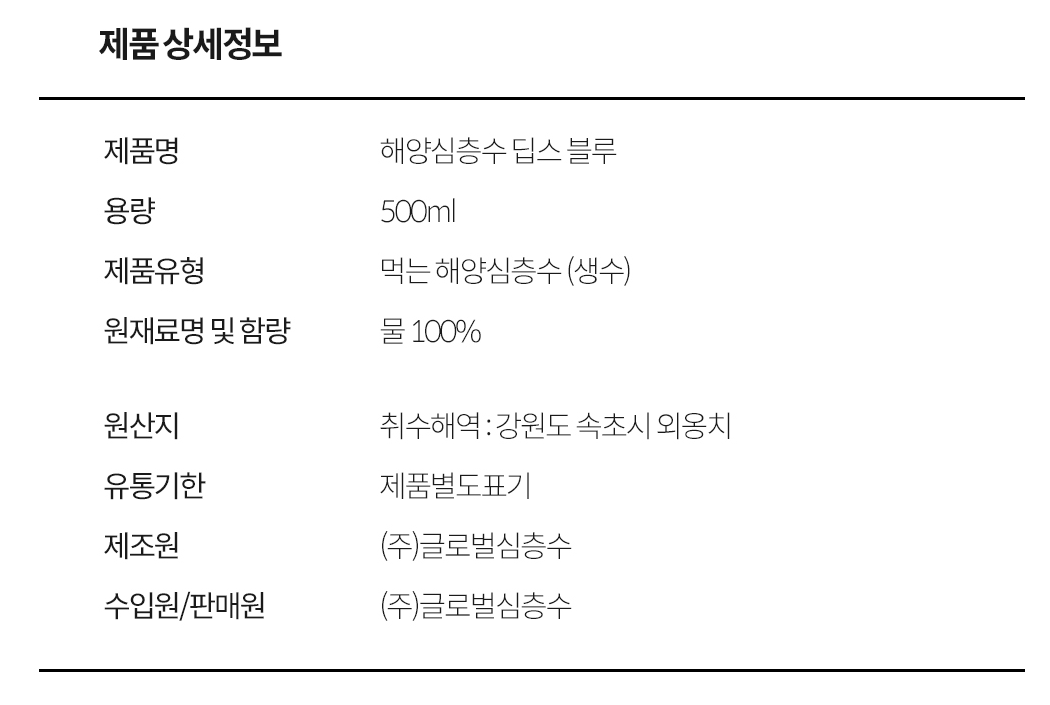 제품 상세정보
제품명 해양심층수 딥스 블루
용량 500ml
제품유형 먹는 해양심층수 (생수)
원재료명 및 함량 물 100%
원산지 취수해역 : 강원도 속초시 외옹치
유통기한 제품별도표기
제조원 (주)글로벌심층수
수입원/판매원 (주)글로벌심층수